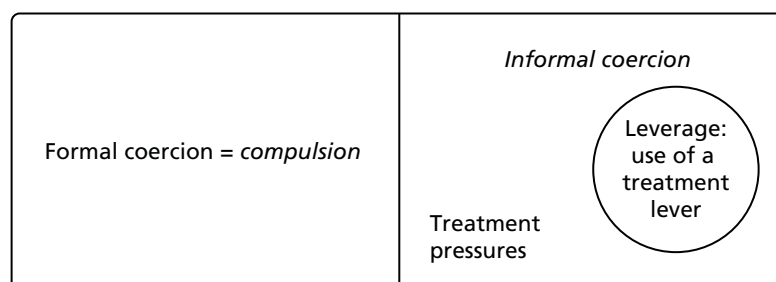 Informal coercion
Formal coercion = compulsion
Leverage:
use of a
treatment
lever
Treatment
pressures